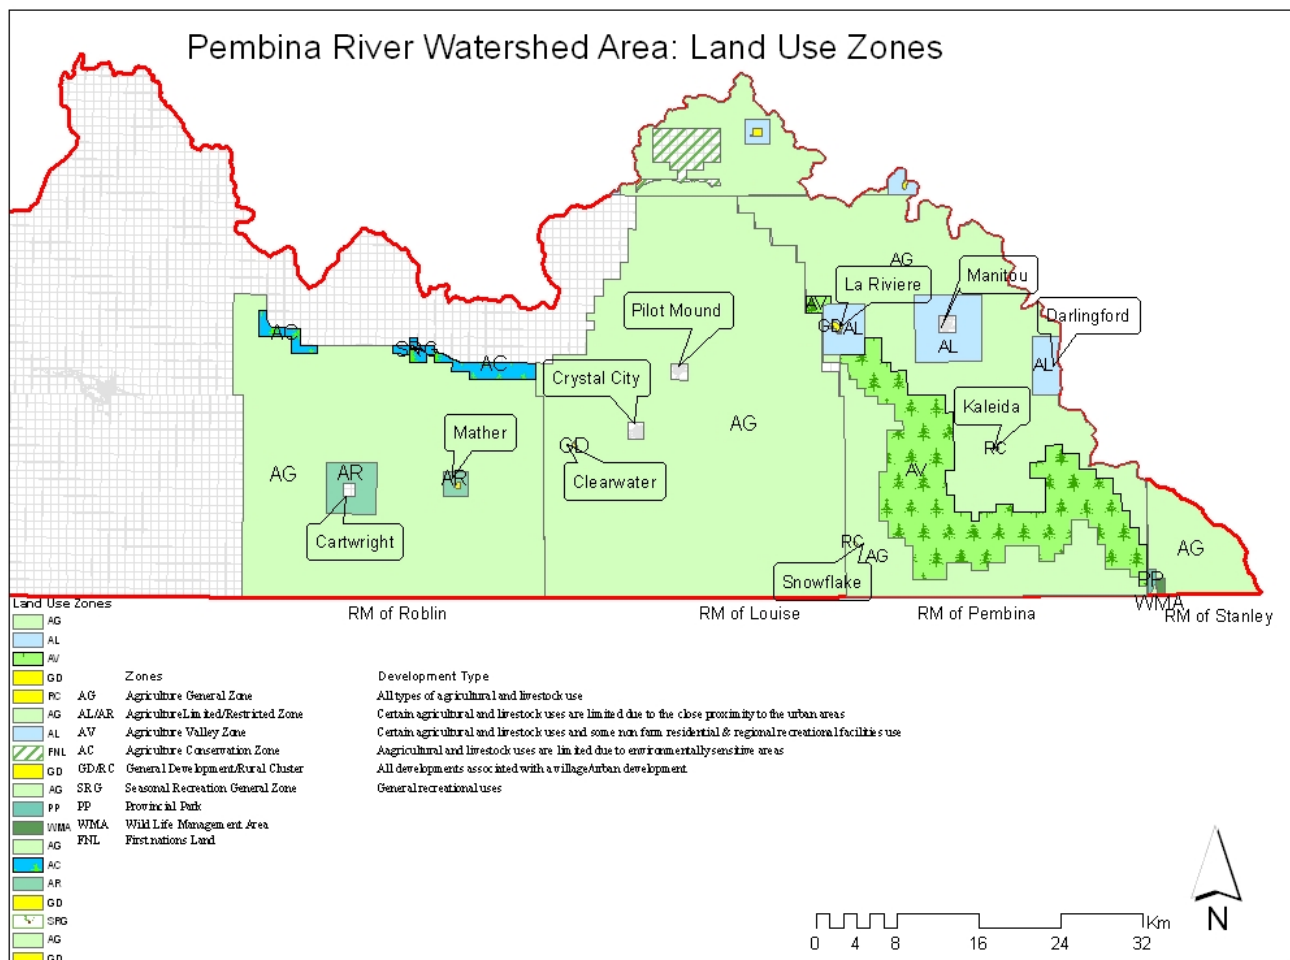 Pembina River Watershed Area: Land Use Zones
AG
La Riviere
Manitou
Pilot Mound
AV
GD
AL
Darlingford
AC
AC
AL
AL
Crystal City
Kaleida
Mather
AG
RC
GD
AG
AR
AR
AV
Clearwater
Cartwright
RC
AG
AG
Snowflake
PP
WMA
Land Use Zones
RM of Roblin
RM of Louise
RM of Pembina
RM of Stanley
AG
AL
AV
GD Zones Development Type
RC AG Agriculture General Zone All types of agricultural and livestock use
AG AL/AR AgricultureLimited/Restricted Zone Certain agricultural and livestock uses are limited due to the close proximity to the urban areas
AL AV Agriculture Valley Zone Certain agricultural and livestock uses and some non farm residential & regional recreational facilities use
FNL AC Agriculture Conservation Zone Aagricultural and livestock uses are limited due to environmentally sensitive areas
GD GD/RC General Development/Rural Cluster All developments associated with a village/urban development
AG SRG Seasonal Recreation General Zone General recreational uses
PP PP Provincial Park
WMA WMA Wild Life Management Area
AG FNL First nations Land
AC
AR
GD
SRG
AG
GD
Km
0 4 8 16 24 32
N